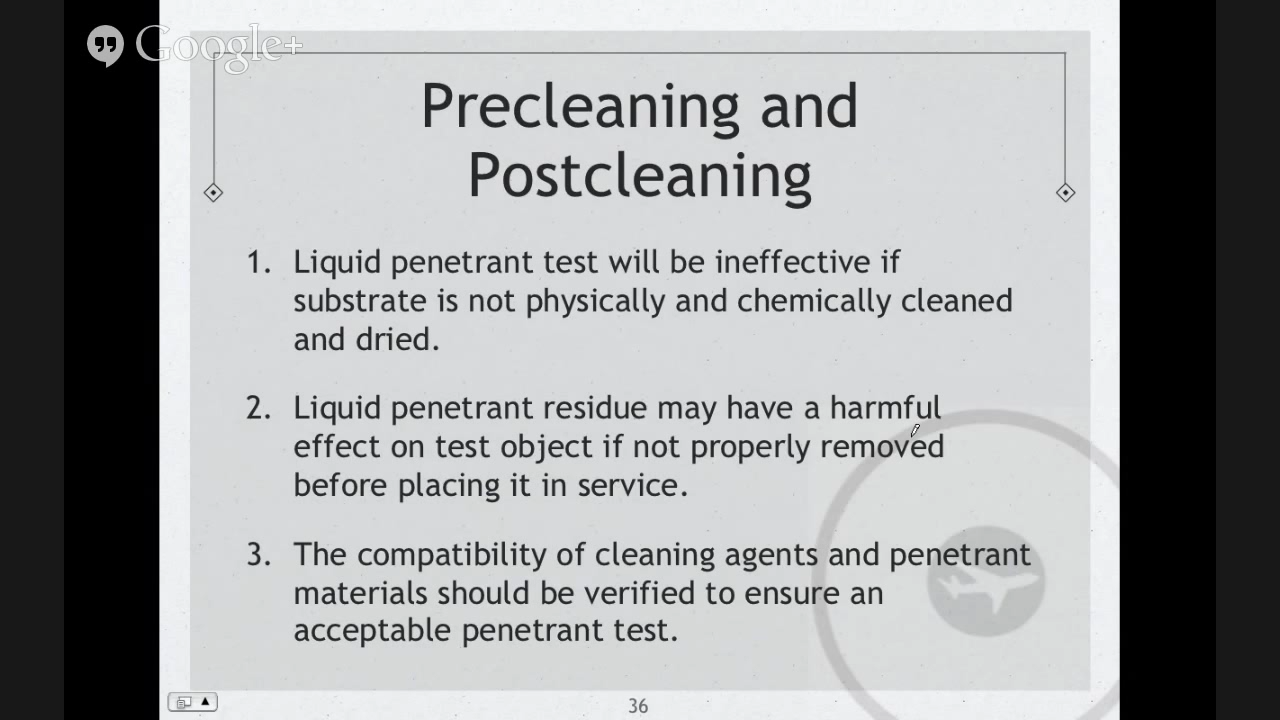 Google+
Precleaning and
Postcleaning
1. Liquid penetrant test will be ineffective if
substrate is not physically and chemically cleaned
and dried.
2. Liquid penetrant residue may have a harmful
effect on test object if not properly removed
before placing it in service.
3. The compatibility of cleaning agents and penetrant
materials should be verified to ensure an
acceptable penetrant test.
36